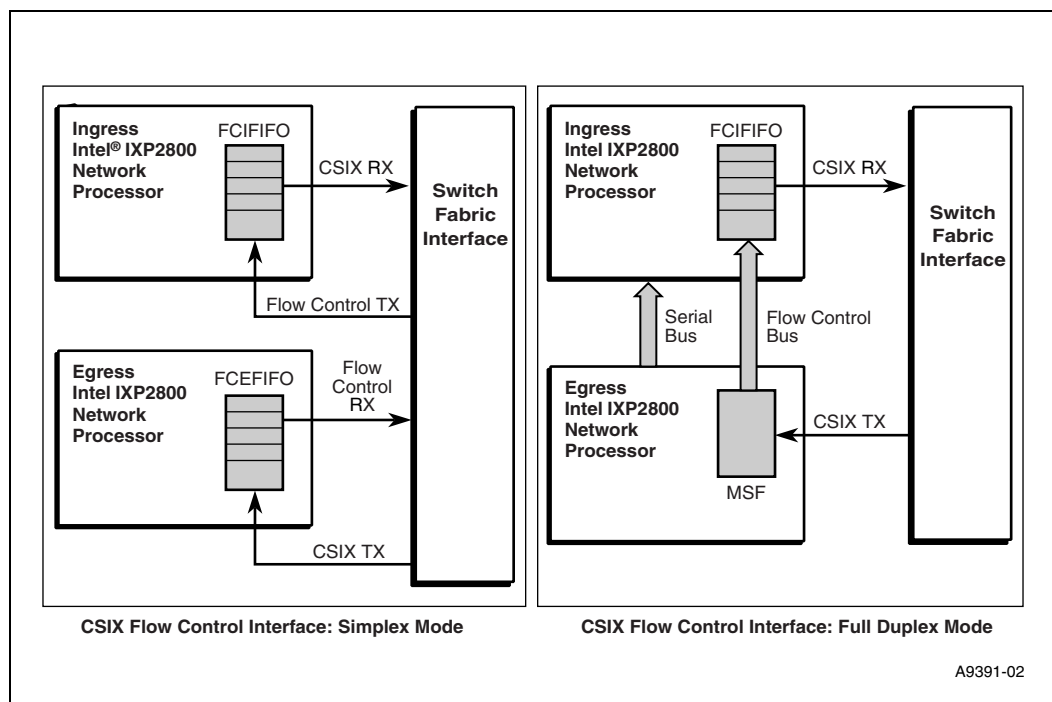 Ingress
Intel® IXP2800
Network
Processor
FCIFIFO
CSIX RX
Switch
Fabric
Interface
Flow Control TX
Egress
Intel IXP2800
Network
Processor
FCEFIFO
Flow
Control
RX
CSIX TX
CSIX Flow Control Interface: Simplex Mode
Ingress
Intel IXP2800
Network
Processor
FCIFIFO
CSIX RX
Switch
Fabric
Interface
Serial
Bus
Flow Control
Bus
Egress
Intel IXP2800
Network
Processor
CSIX TX
MSF
CSIX Flow Control Interface: Full Duplex Mode
A9391-02